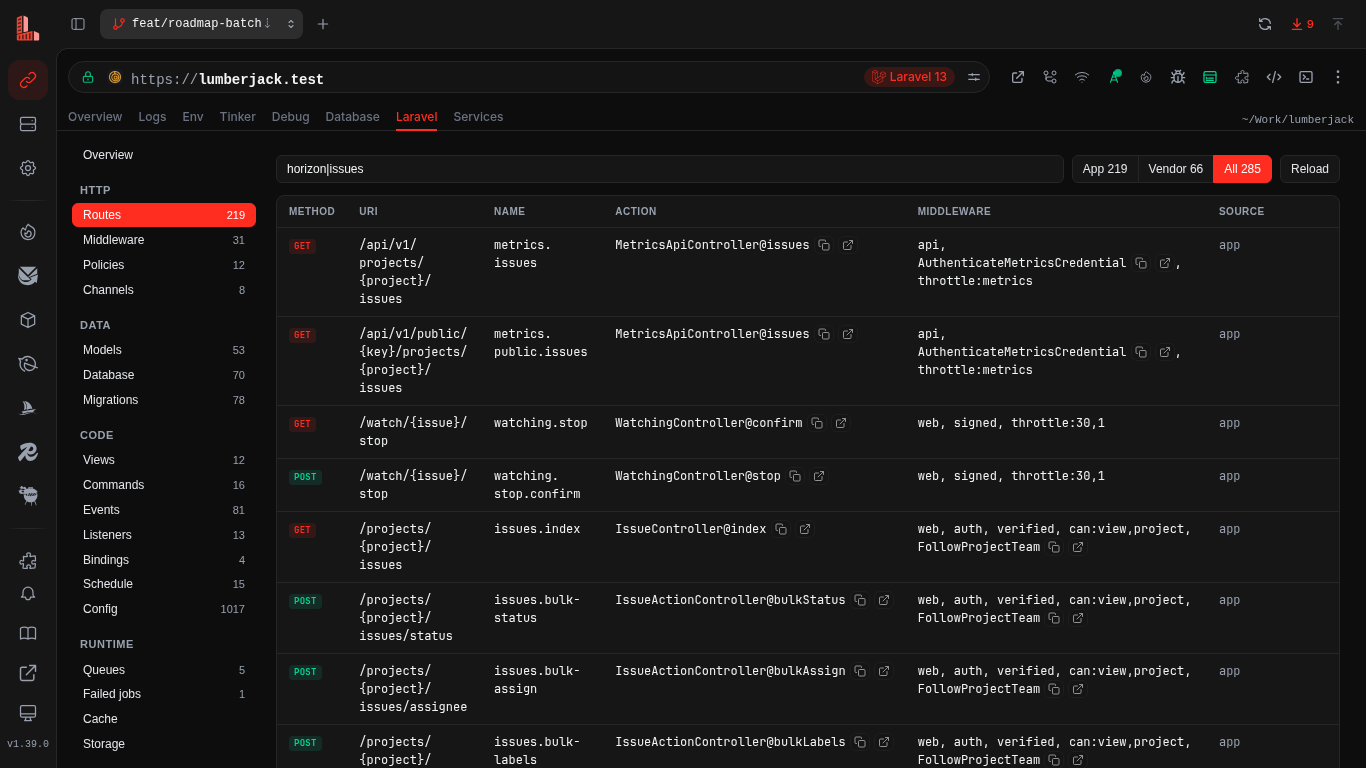 feat/roadmap-batch
9
https://lumberjack.test
Laravel 13
Overview Logs Env Tinker Debug Database Laravel Services
~/Work/lumberjack
Overview
HTTP
Routes 219
Middleware 31
Policies 12
Channels 8
DATA
Models 53
Database 70
Migrations 78
CODE
Views 12
Commands 16
Events 81
Listeners 13
Bindings 4
Schedule 15
Config 1017
RUNTIME
Queues 5
Failed jobs 1
Cache
Storage
v1.39.0
horizon|issues
App 219 Vendor 66 All 285 Reload
METHOD URI NAME ACTION MIDDLEWARE SOURCE
GET /api/v1/ metrics. MetricsApiController@issues api, app
projects/ issues AuthenticateMetricsCredential ,
{project}/ throttle:metrics
issues
GET /api/v1/public/ metrics. MetricsApiController@issues api, app
{key}/projects/ public.issues AuthenticateMetricsCredential ,
{project}/ throttle:metrics
issues
GET /watch/{issue}/ watching.stop WatchingController@confirm web, signed, throttle:30,1 app
stop
POST /watch/{issue}/ watching. WatchingController@stop web, signed, throttle:30,1 app
stop stop.confirm
GET /projects/ issues.index IssueController@index web, auth, verified, can:view,project, app
{project}/ FollowProjectTeam
issues
POST /projects/ issues.bulk- IssueActionController@bulkStatus web, auth, verified, can:view,project, app
{project}/ status FollowProjectTeam
issues/status
POST /projects/ issues.bulk- IssueActionController@bulkAssign web, auth, verified, can:view,project, app
{project}/ assign FollowProjectTeam
issues/assignee
POST /projects/ issues.bulk- IssueActionController@bulkLabels web, auth, verified, can:view,project, app
{project}/ labels FollowProjectTeam